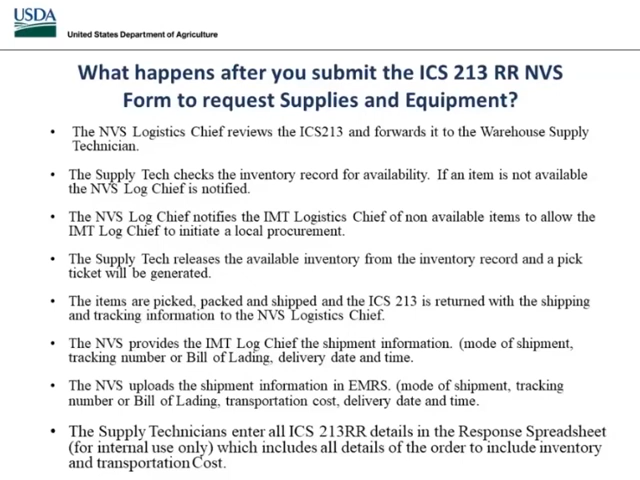 USDA
United States Department of Agriculture
What happens after you submit the ICS 213 RR NVS
Form to request Supplies and Equipment?
• The NVS Logistics Chief reviews the ICS213 and forwards it to the Warehouse Supply
Technician.
• The Supply Tech checks the inventory record for availability. If an item is not available
the NVS Log Chief is notified.
• The NVS Log Chief notifies the IMT Logistics Chief of non available items to allow the
IMT Log Chief to initiate a local procurement.
• The Supply Tech releases the available inventory from the inventory record and a pick
ticket will be generated.
• The items are picked, packed and shipped and the ICS 213 is returned with the shipping
and tracking information to the NVS Logistics Chief.
• The NVS provides the IMT Log Chief the shipment information. (mode of shipment,
tracking number or Bill of Lading, delivery date and time.
• The NVS uploads the shipment information in EMRS. (mode of shipment, tracking
number or Bill of Lading, transportation cost, delivery date and time.
• The Supply Technicians enter all ICS 213RR details in the Response Spreadsheet
(for internal use only) which includes all details of the order to include inventory
and transportation Cost.